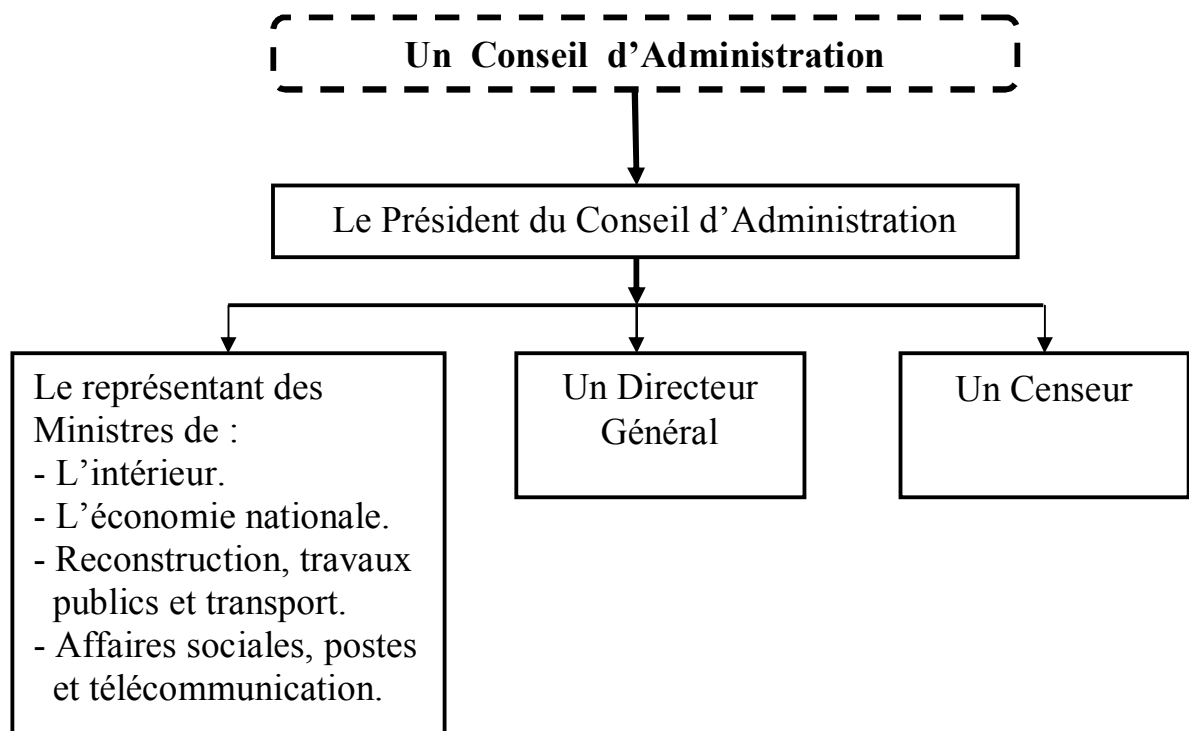 Un Conseil d’Administration
Le Président du Conseil d’Administration
Le représentant des
Ministres de :
- L’intérieur.
- L’économie nationale.
- Reconstruction, travaux
publics et transport.
- Affaires sociales, postes
et télécommunication.
Un Directeur
Général
Un Censeur